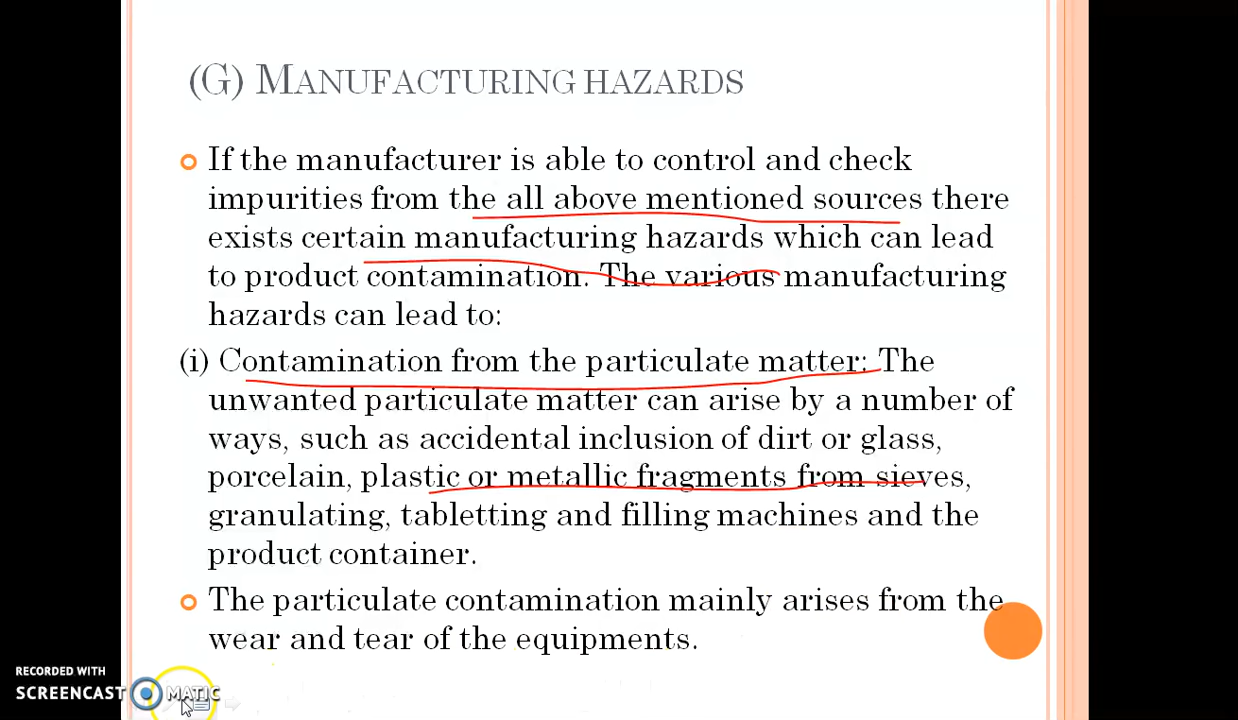 (G) MANUFACTURING HAZARDS
If the manufacturer is able to control and check
impurities from the all above mentioned sources there
exists certain manufacturing hazards which can lead
to product contamination. The various manufacturing
hazards can lead to:
(i) Contamination from the particulate matter: The
unwanted particulate matter can arise by a number of
ways, such as accidental inclusion of dirt or glass,
porcelain, plastic or metallic fragments from sieves,
granulating, tabletting and filling machines and the
product container.
The particulate contamination mainly arises from the
wear and tear of the equipments.
RECORDED WITH
SCREENCAST MATIC